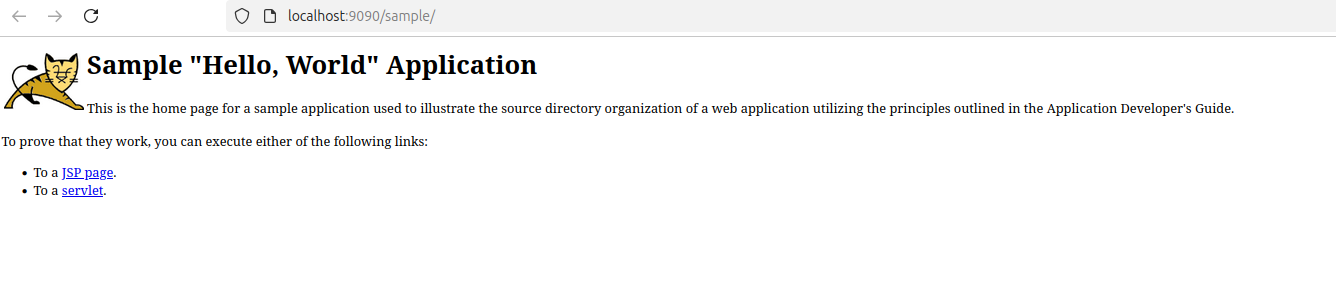 localhost:9090/sample/
Sample "Hello, World" Application
This is the home page for a sample application used to illustrate the source directory organization of a web application utilizing the principles outlined in the Application Developer's Guide.
To prove that they work, you can execute either of the following links:
• To a JSP page.
• To a servlet.